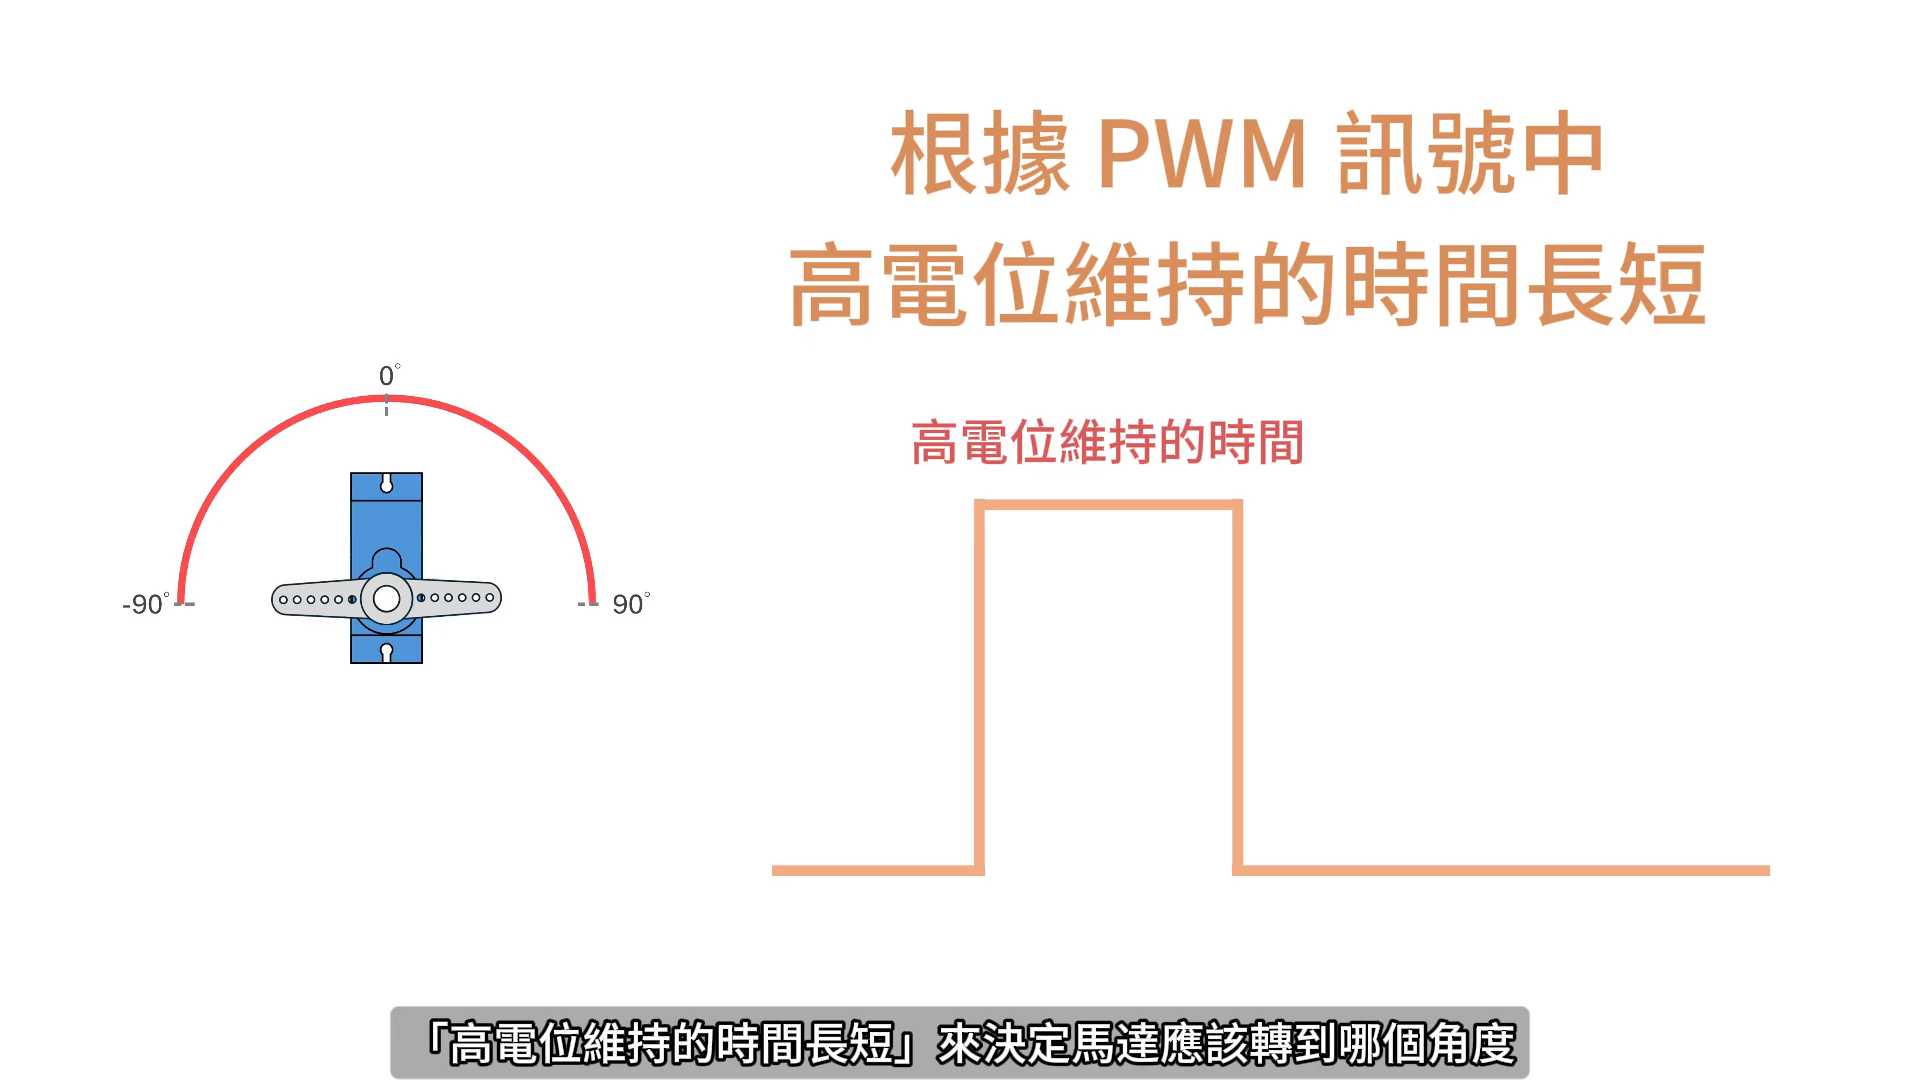 根據 PWM 訊號中
高電位維持的時間長短
高電位維持的時間
0°
-90°
90°
「高電位維持的時間長短」來決定馬達應該轉到哪個角度